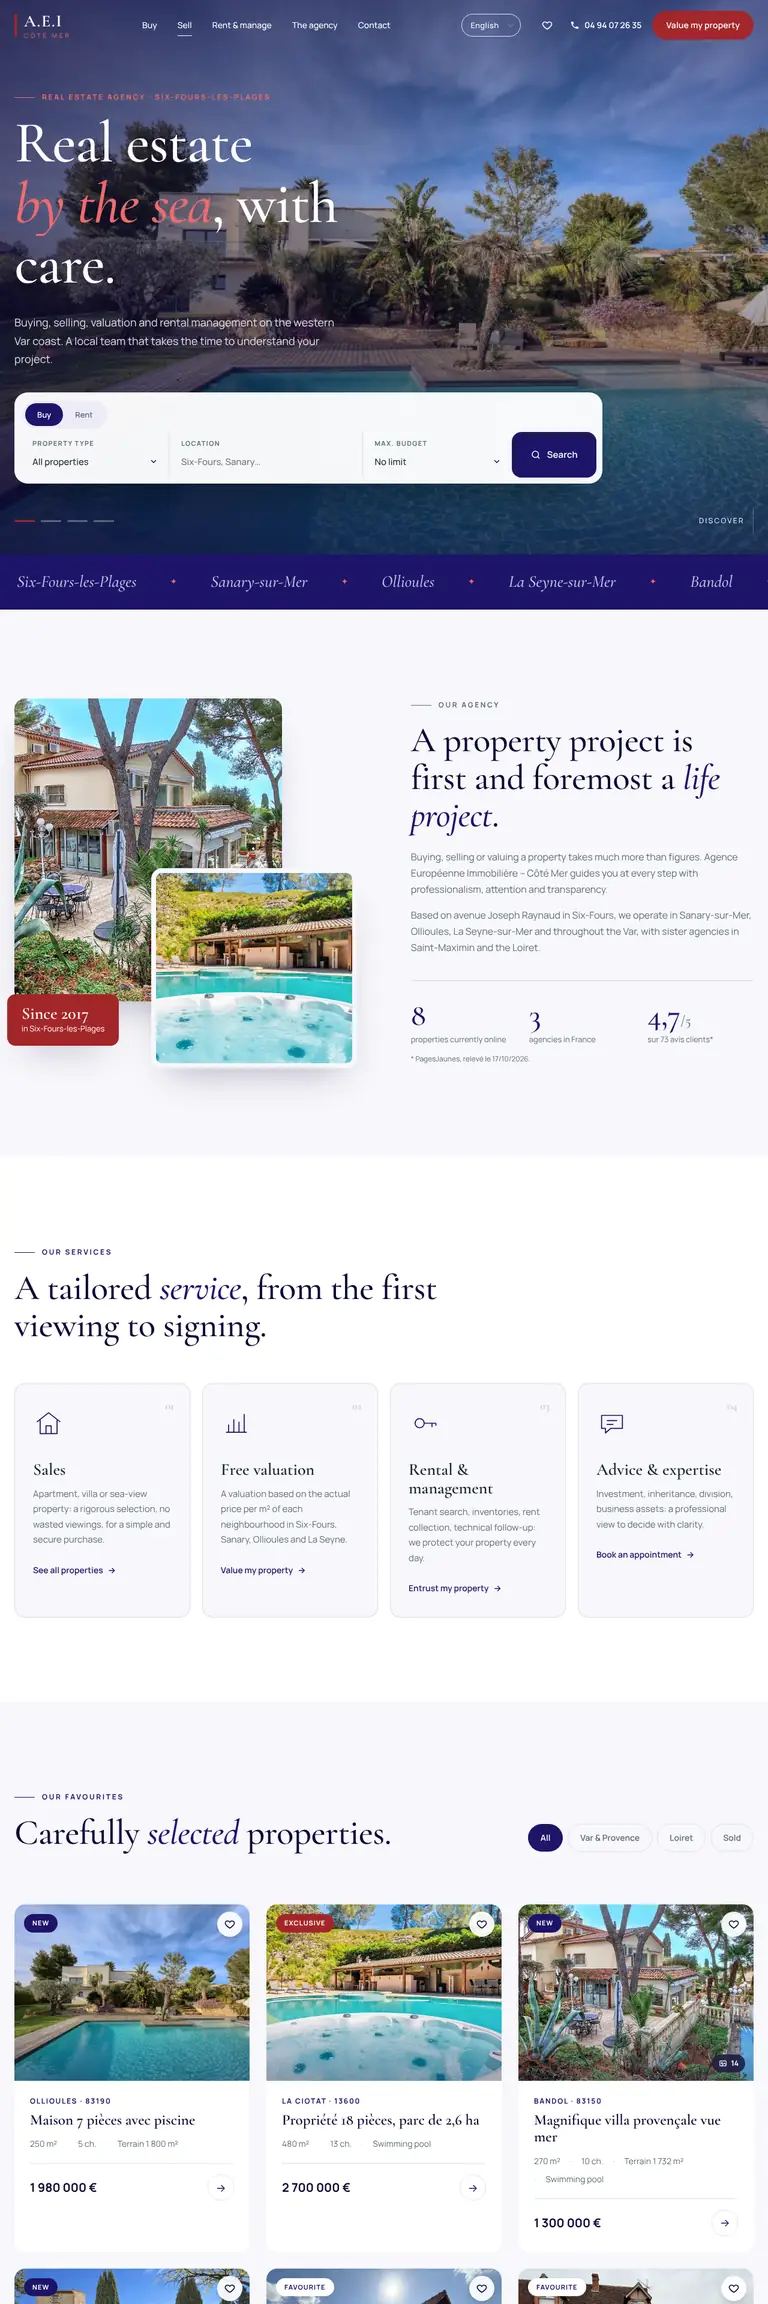 A.E.I
CÔTÉ MER
Buy
Sell
Rent & manage
The agency
Contact
English
04 94 07 26 35
Value my property
REAL ESTATE AGENCY · SIX-FOURS-LES-PLAGES
Real estate
by the sea, with
care.
Buying, selling, valuation and rental management on the western
Var coast. A local team that takes the time to understand your
project.
Buy
Rent
PROPERTY TYPE
All properties
LOCATION
Six-Fours, Sanary...
MAX. BUDGET
No limit
Search
DISCOVER
Six-Fours-les-Plages
Sanary-sur-Mer
Ollioules
La Seyne-sur-Mer
Bandol
Since 2017
in Six-Fours-les-Plages
OUR AGENCY
A property project is
first and foremost a life
project.
Buying, selling or valuing a property takes much more than figures. Agence
Européenne Immobilière – Côté Mer guides you at every step with
professionalism, attention and transparency.
Based on avenue Joseph Raynaud in Six-Fours, we operate in Sanary-sur-Mer,
Ollioules, La Seyne-sur-Mer and throughout the Var, with sister agencies in
Saint-Maximin and the Loiret.
8
properties currently online
3
agencies in France
4,7/5
sur 73 avis clients*
* PagesJaunes, relevé le 17/10/2026.
OUR SERVICES
A tailored service, from the first
viewing to signing.
01
Sales
Apartment, villa or sea-view
property: a rigorous selection, no
wasted viewings, for a simple and
secure purchase.
See all properties
02
Free valuation
A valuation based on the actual
price per m² of each
neighbourhood in Six-Fours,
Sanary, Ollioules and La Seyne.
Value my property
03
Rental &
management
Tenant search, inventories, rent
collection, technical follow-up:
we protect your property every
day.
Entrust my property
04
Advice & expertise
Investment, inheritance, division,
business assets: a professional
view to decide with clarity.
Book an appointment
OUR FAVOURITES
Carefully selected properties.
All
Var & Provence
Loiret
Sold
NEW
OLLIOULES · 83190
Maison 7 pièces avec piscine
250 m²
5 ch.
Terrain 1 800 m²
1 980 000 €
EXCLUSIVE
LA CIOTAT · 13600
Propriété 18 pièces, parc de 2,6 ha
480 m²
13 ch.
Swimming pool
2 700 000 €
NEW
14
BANDOL · 83150
Magnifique villa provençale vue
mer
270 m² · 10 ch. · Terrain 1 732 m²
· Swimming pool
1 300 000 €
NEW
FAVOURITE
FAVOURITE